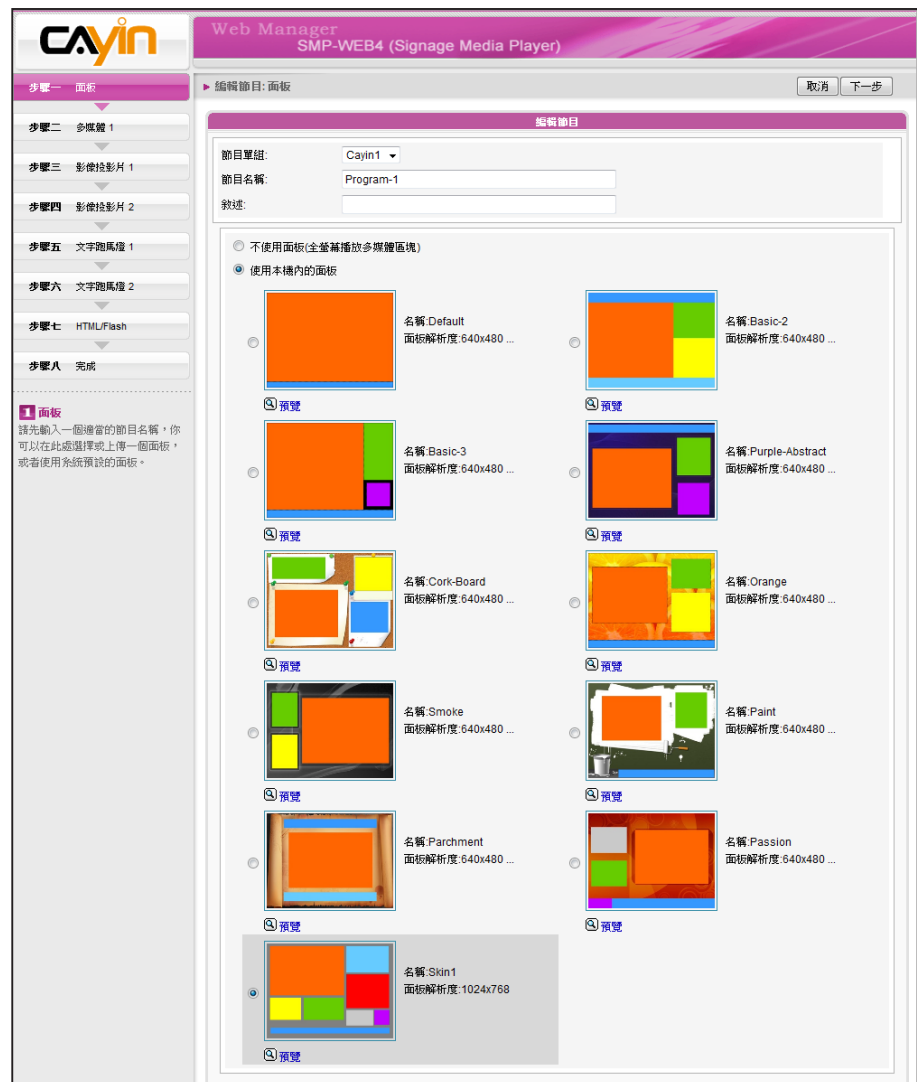 CAYIN
Web Manager
SMP-WEB4 (Signage Media Player)
步驟一 面板
步驟二 多媒體 1
步驟三 影像投影片 1
步驟四 影像投影片 2
步驟五 文字跑馬燈 1
步驟六 文字跑馬燈 2
步驟七 HTML/Flash
步驟八 完成
1 面板
請先輸入一個適當的節目名稱,你
可以在此處選擇或上傳一個面板,
或者使用系統預設的面板。
編輯節目: 面板
取消 下一步
編輯節目
節目單組: Cayin1
節目名稱: Program-1
敘述:
不使用面板(全螢幕播放多媒體區塊)
使用本機內的面板
名稱:Default
面板解析度:640x480 ...
預覽
名稱:Basic-2
面板解析度:640x480 ...
預覽
名稱:Basic-3
面板解析度:640x480 ...
預覽
名稱:Purple-Abstract
面板解析度:640x480 ...
預覽
名稱:Cork-Board
面板解析度:640x480 ...
預覽
名稱:Orange
面板解析度:640x480 ...
預覽
名稱:Smoke
面板解析度:640x480 ...
預覽
名稱:Paint
面板解析度:640x480 ...
預覽
名稱:Parchment
面板解析度:640x480 ...
預覽
名稱:Passion
面板解析度:640x480 ...
預覽
名稱:Skin1
面板解析度:1024x768
預覽